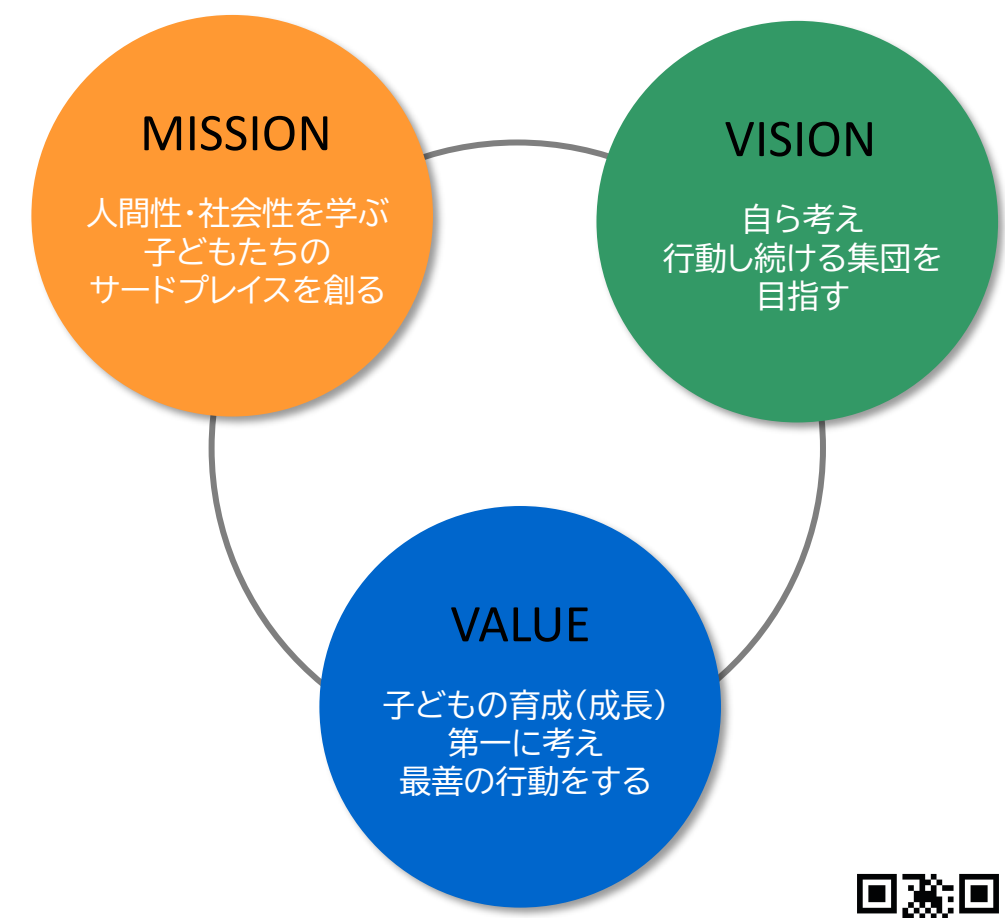 MISSION
人間性・社会性を学ぶ
子どもたちの
サードプレイスを創る
VISION
自ら考え
行動し続ける集団を
目指す
VALUE
子どもの育成(成長)
第一に考え
最善の行動をする